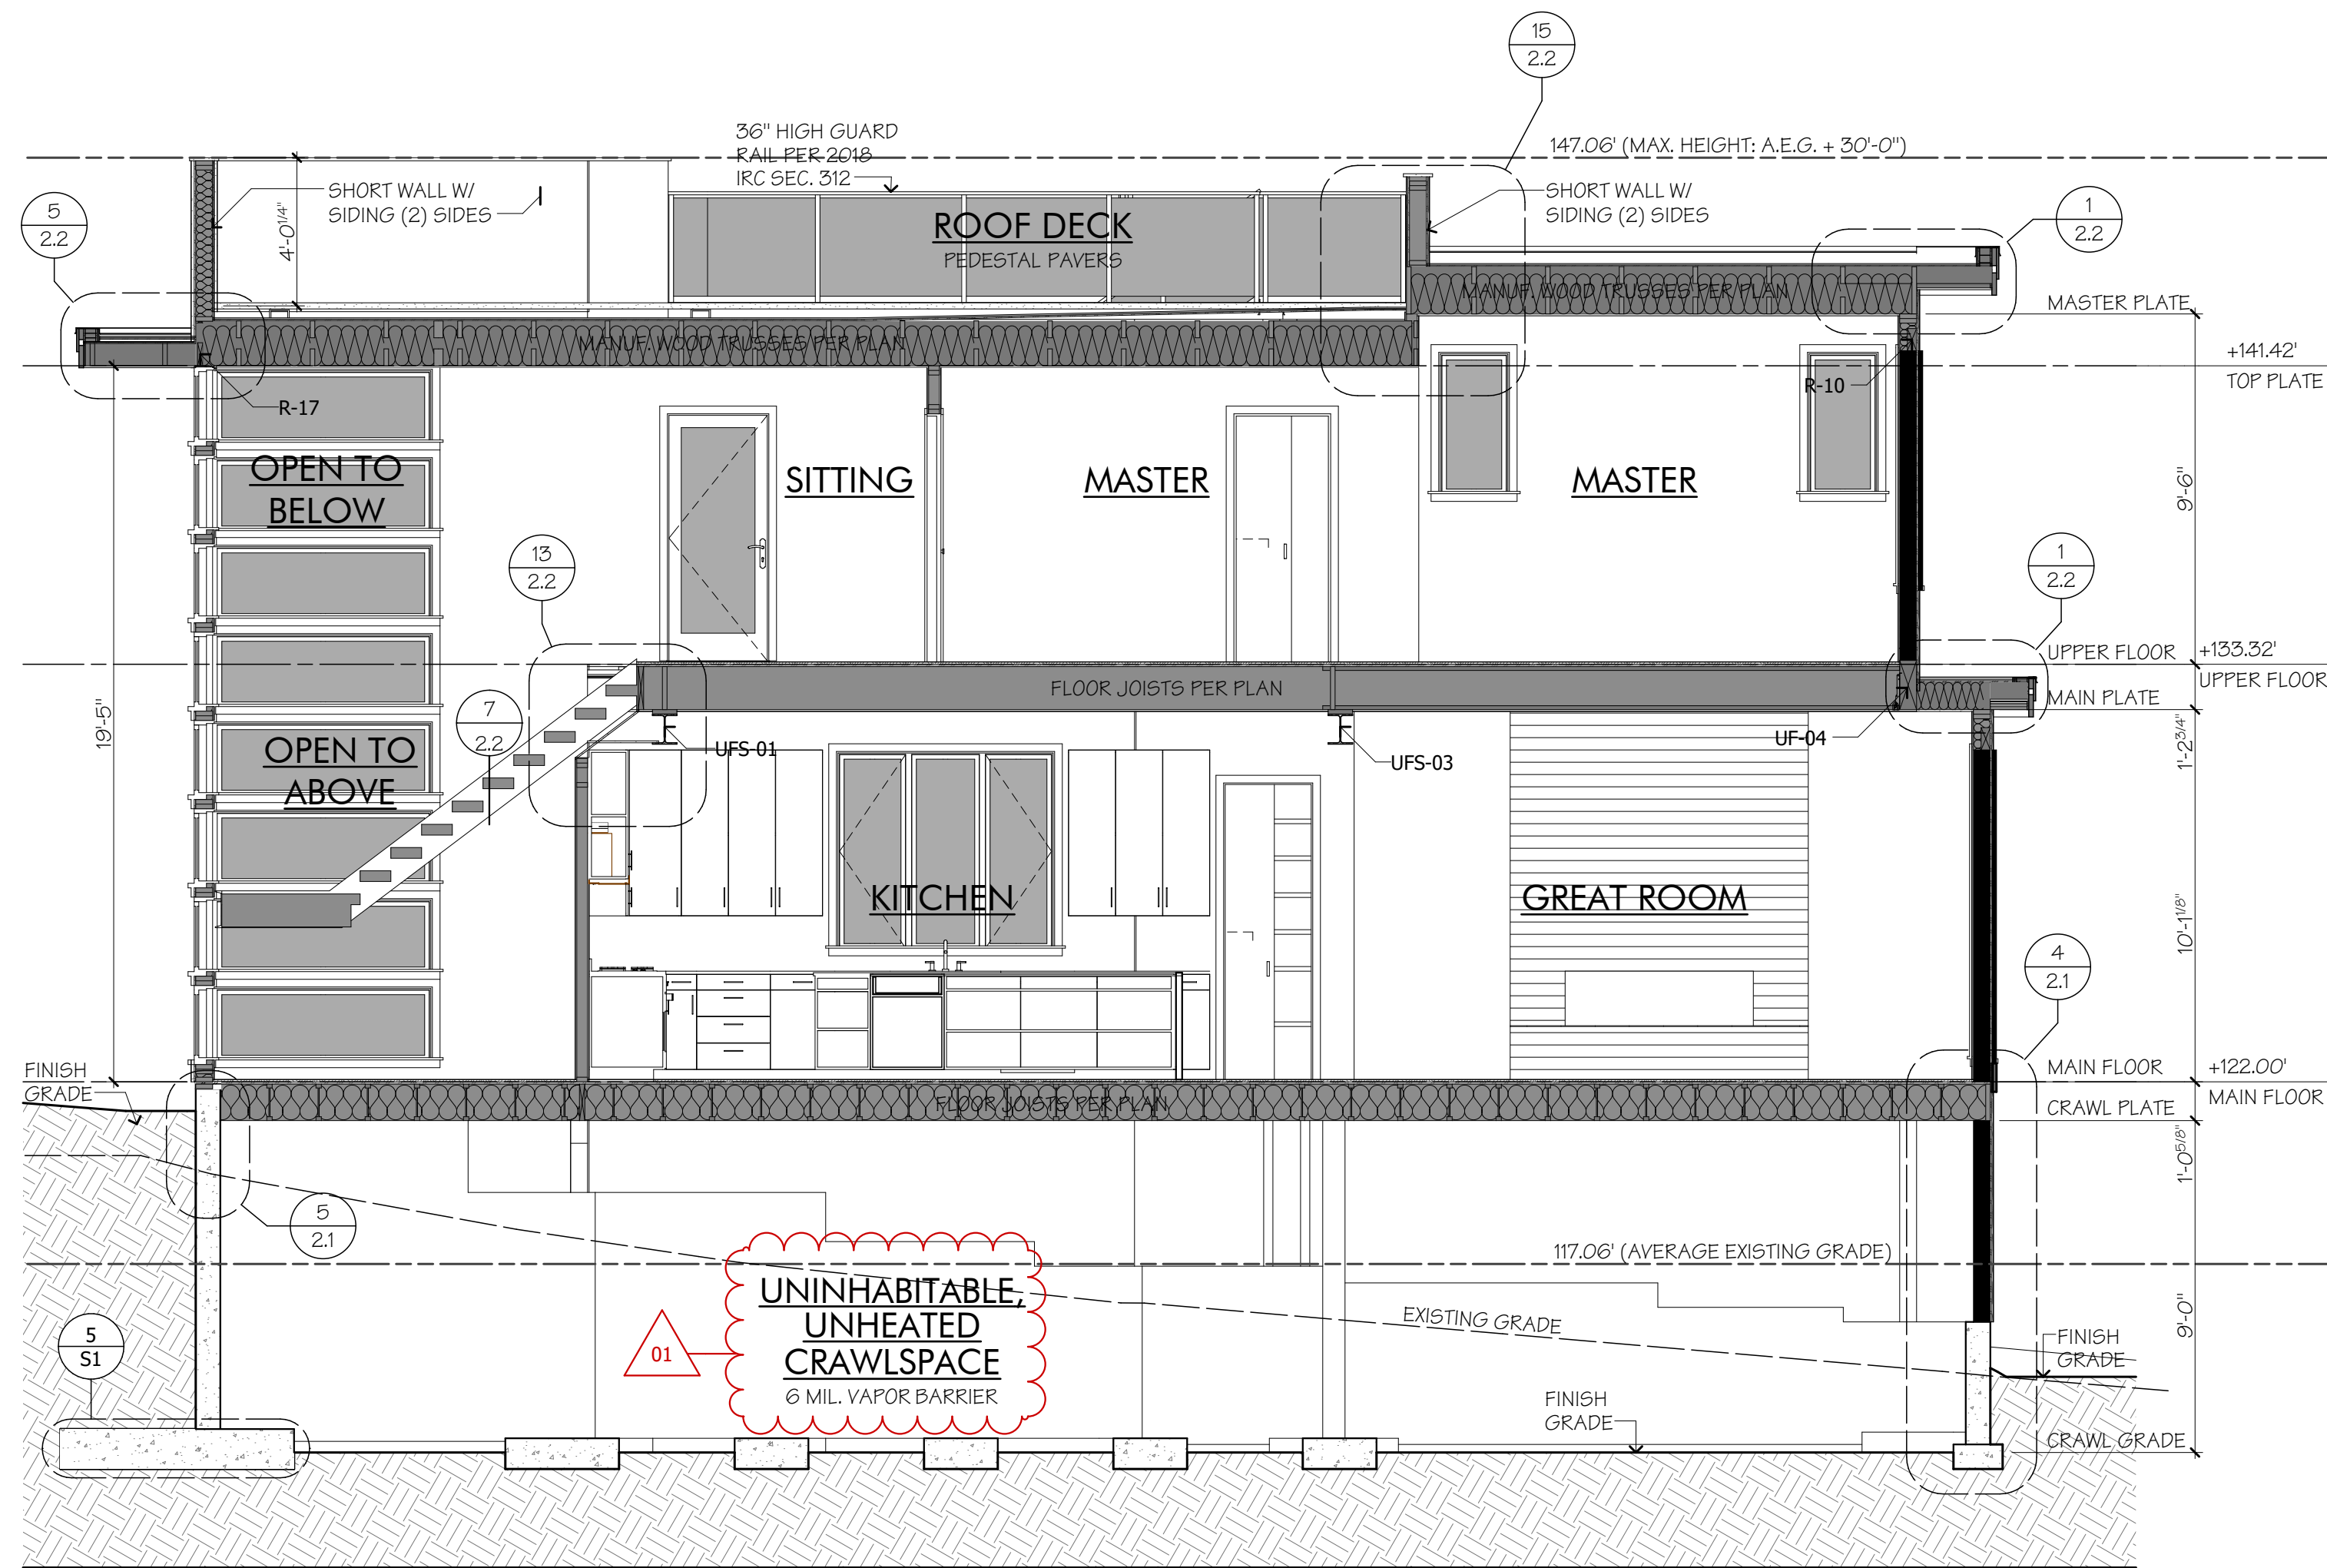 15
2.2
36" HIGH GUARD
RAIL PER 2018
IRC SEC. 312
147.06' (MAX. HEIGHT: A.E.G. + 30'-0")
SHORT WALL W/
SIDING (2) SIDES
SHORT WALL W/
SIDING (2) SIDES
5
2.2
1
2.2
4'-0 1/4"
ROOF DECK
PEDESTAL PAVERS
MANUF. WOOD TRUSSES PER PLAN
MASTER PLATE
MANUF. WOOD TRUSSES PER PLAN
+141.42'
TOP PLATE
R-17
R-10
OPEN TO
BELOW
SITTING
MASTER
MASTER
9'-6"
13
2.2
1
2.2
UPPER FLOOR
+133.32'
UPPER FLOOR
FLOOR JOISTS PER PLAN
MAIN PLATE
19'-5"
7
2.2
OPEN TO
ABOVE
UFS-01
UFS-03
UF-04
1'-2 3/4"
KITCHEN
GREAT ROOM
10'-1 1/8"
4
2.1
FINISH
GRADE
MAIN FLOOR
+122.00'
MAIN FLOOR
FLOOR JOISTS PER PLAN
CRAWL PLATE
1'-0 5/8"
5
2.1
117.06' (AVERAGE EXISTING GRADE)
UNINHABITABLE,
UNHEATED
CRAWLSPACE
6 MIL. VAPOR BARRIER
01
EXISTING GRADE
9'-0"
5
S1
FINISH
GRADE
FINISH
GRADE
CRAWL GRADE